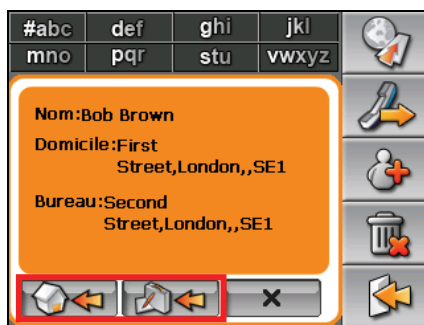 #abc def ghi jkl
mno pqr stu vwxyz
Nom:Bob Brown
Domicile:First
Street,London,,SE1
Bureau:Second
Street,London,,SE1